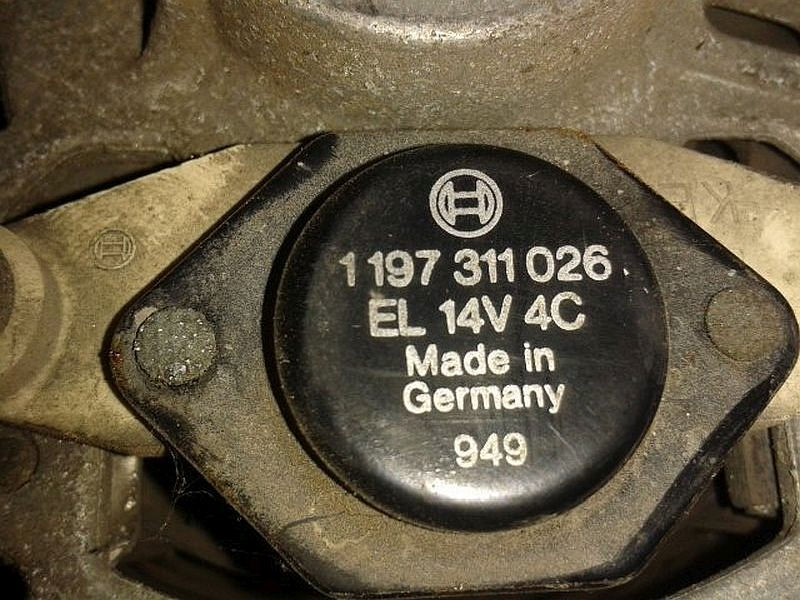 1 197 311 026
EL 14V 4C
Made in
Germany
949